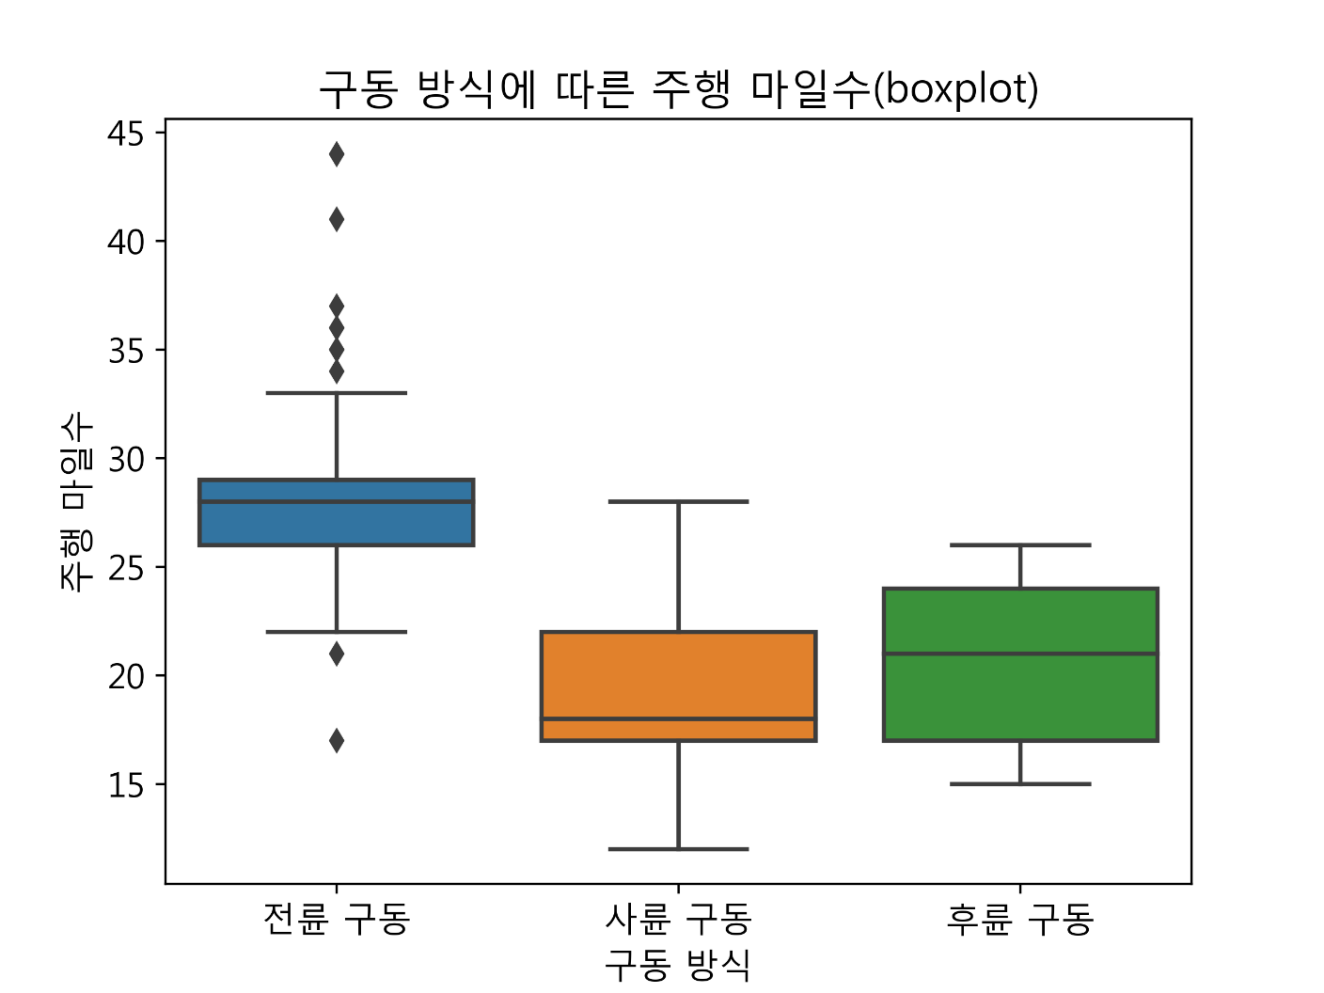 구동 방식에 따른 주행 마일수(boxplot)
45
40
35
30
25
20
15
주행 마일수
전륜 구동
사륜 구동
후륜 구동
구동 방식